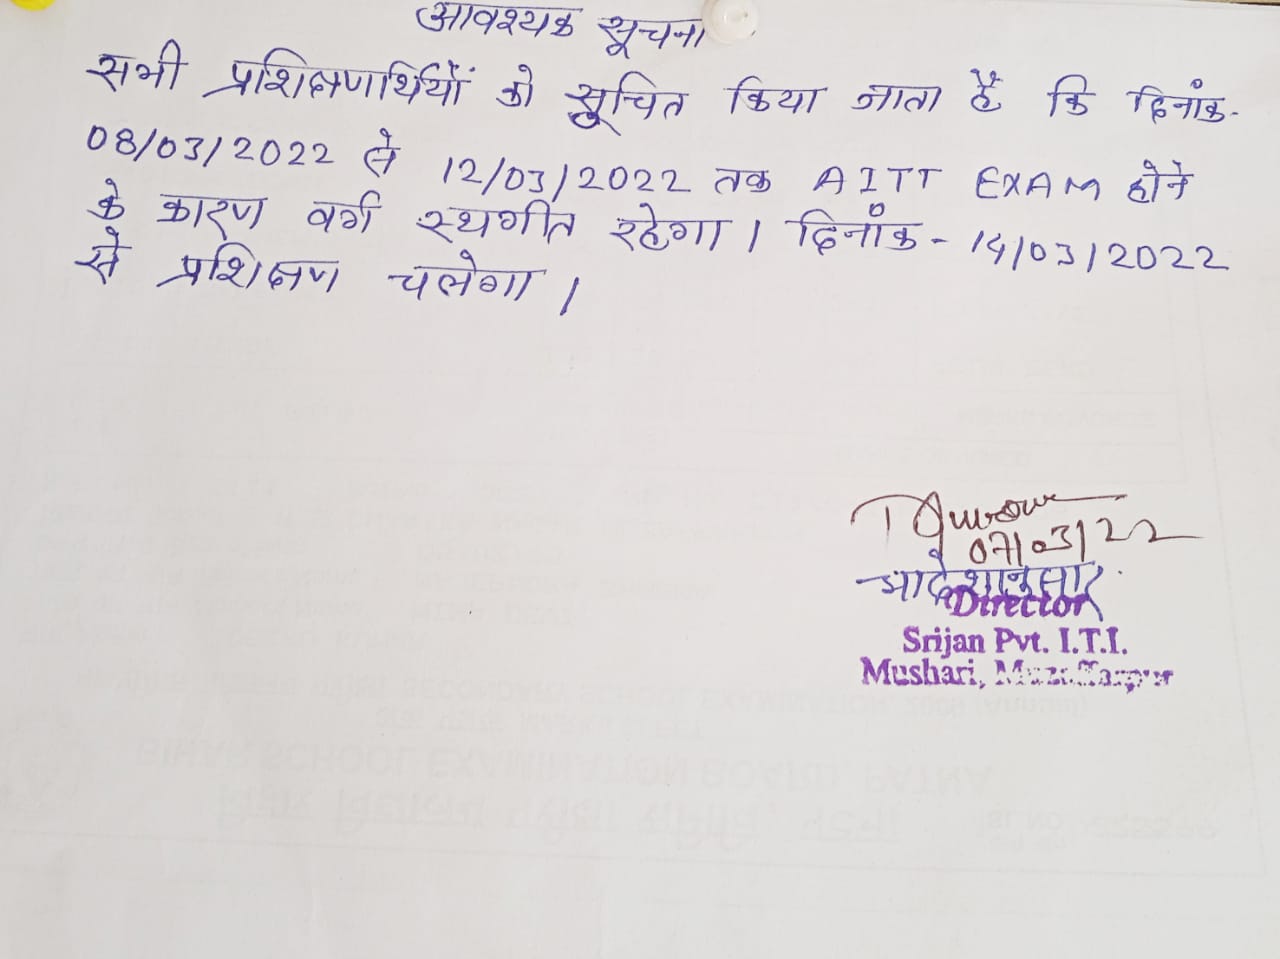 आवश्यक सूचना
सभी प्रशिक्षणार्थियों को सूचित किया जाता है कि दिनांक-
08/03/2022 से 12/03/2022 तक AITT EXAM होने
के कारण वर्ग स्थगीत रहेगा। दिनांक - 14/03/2022
से प्रशिक्षण चलेगा।
07/03/22
आदेशानुसार
Director
Srijan Pvt. I.T.I.
Mushari, Muzaffarpur